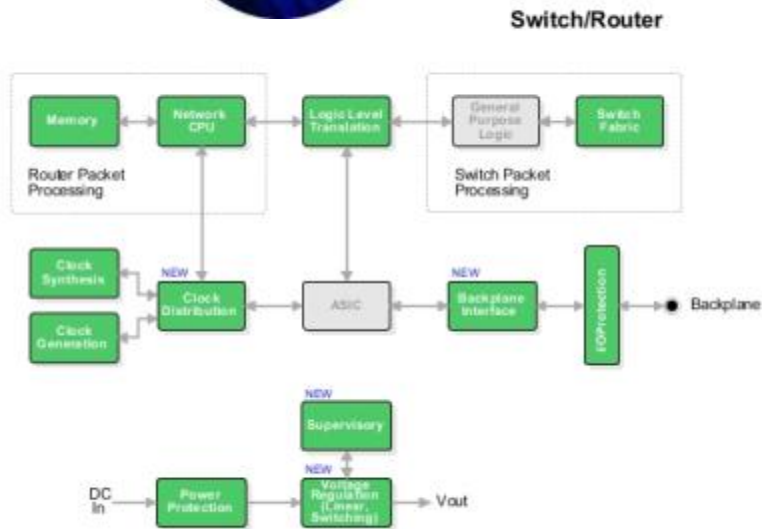 Switch/Router
Memory
Network
CPU
Logic Level
Translation
General
Purpose
Logic
Switch
Fabric
Router Packet
Processing
Switch Packet
Processing
Clock
Synthesis
NEW
Clock
Distribution
Clock
Generation
ASIC
NEW
Backplane
Interface
I/OProtection
Backplane
NEW
Supervisory
NEW
Voltage
Regulation
(Linear,
Switching)
DC
In
Power
Protection
Vout